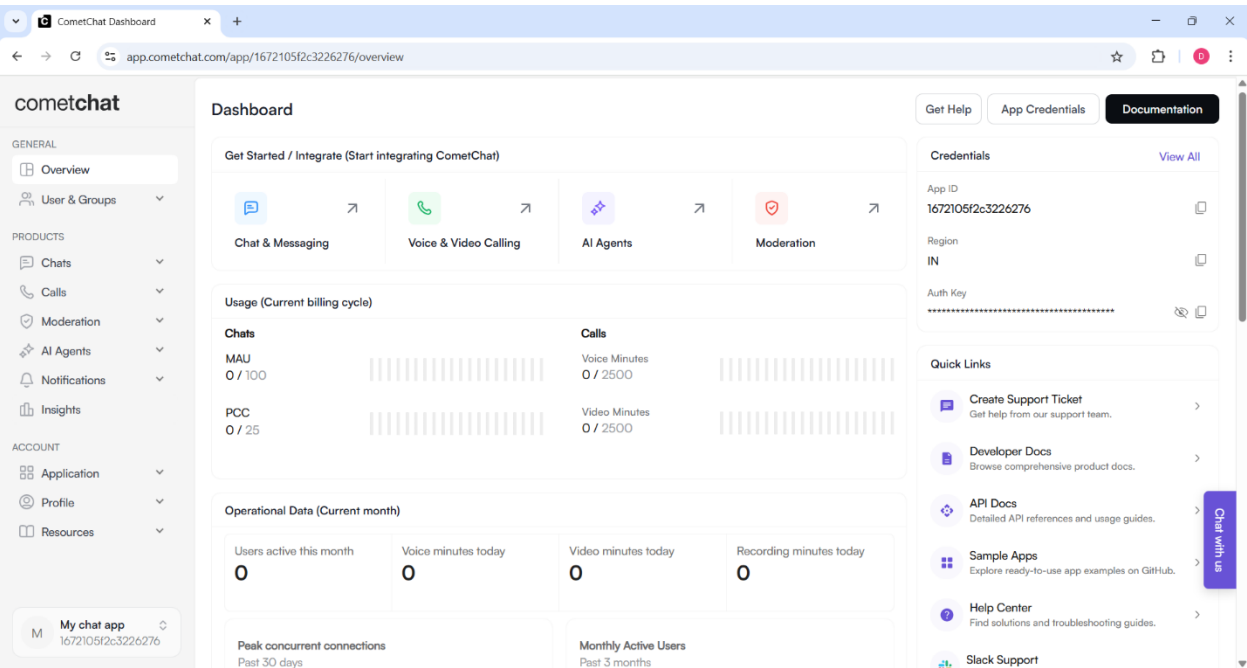 CometChat Dashboard
app.cometchat.com/app/1672105f2c3226276/overview
D
cometchat
GENERAL
Overview
User & Groups
PRODUCTS
Chats
Calls
Moderation
AI Agents
Notifications
Insights
ACCOUNT
Application
Profile
Resources
M
My chat app
1672105f2c3226276
Dashboard
Get Help
App Credentials
Documentation
Get Started / Integrate (Start integrating CometChat)
Chat & Messaging
Voice & Video Calling
AI Agents
Moderation
Usage (Current billing cycle)
Chats
MAU
0 / 100
PCC
0 / 25
Calls
Voice Minutes
0 / 2500
Video Minutes
0 / 2500
Operational Data (Current month)
Users active this month
0
Voice minutes today
0
Video minutes today
0
Recording minutes today
0
Peak concurrent connections
Past 30 days
Monthly Active Users
Past 3 months
Credentials
View All
App ID
1672105f2c3226276
Region
IN
Auth Key
****************************************
Quick Links
Create Support Ticket
Get help from our support team.
Developer Docs
Browse comprehensive product docs.
API Docs
Detailed API references and usage guides.
Sample Apps
Explore ready-to-use app examples on GitHub.
Help Center
Find solutions and troubleshooting guides.
Slack Support
Chat with us